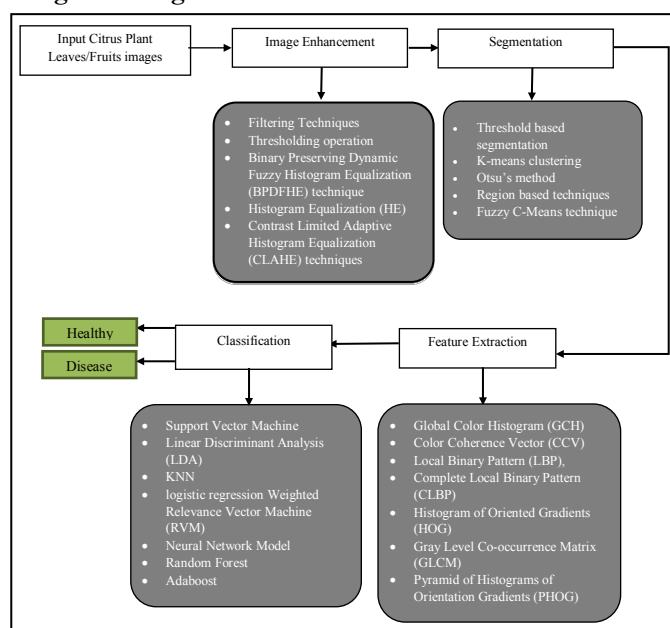 Input Citrus Plant
Leaves/Fruits images
Image Enhancement
Segmentation
• Filtering Techniques
• Thresholding operation
• Binary Preserving Dynamic
Fuzzy Histogram Equalization
(BPDFHE) technique
• Histogram Equalization (HE)
• Contrast Limited Adaptive
Histogram Equalization
(CLAHE) techniques
• Threshold based
segmentation
• K-means clustering
• Otsu's method
• Region based techniques
• Fuzzy C-Means technique
Healthy
Disease
Classification
Feature Extraction
• Support Vector Machine
• Linear Discriminant Analysis
(LDA)
• KNN
• logistic regression Weighted
Relevance Vector Machine
(RVM)
• Neural Network Model
• Random Forest
• Adaboost
• Global Color Histogram (GCH)
• Color Coherence Vector (CCV)
• Local Binary Pattern (LBP),
• Complete Local Binary Pattern
(CLBP)
• Histogram of Oriented Gradients
(HOG)
• Gray Level Co-occurrence Matrix
(GLCM)
• Pyramid of Histograms of
Orientation Gradients (PHOG)